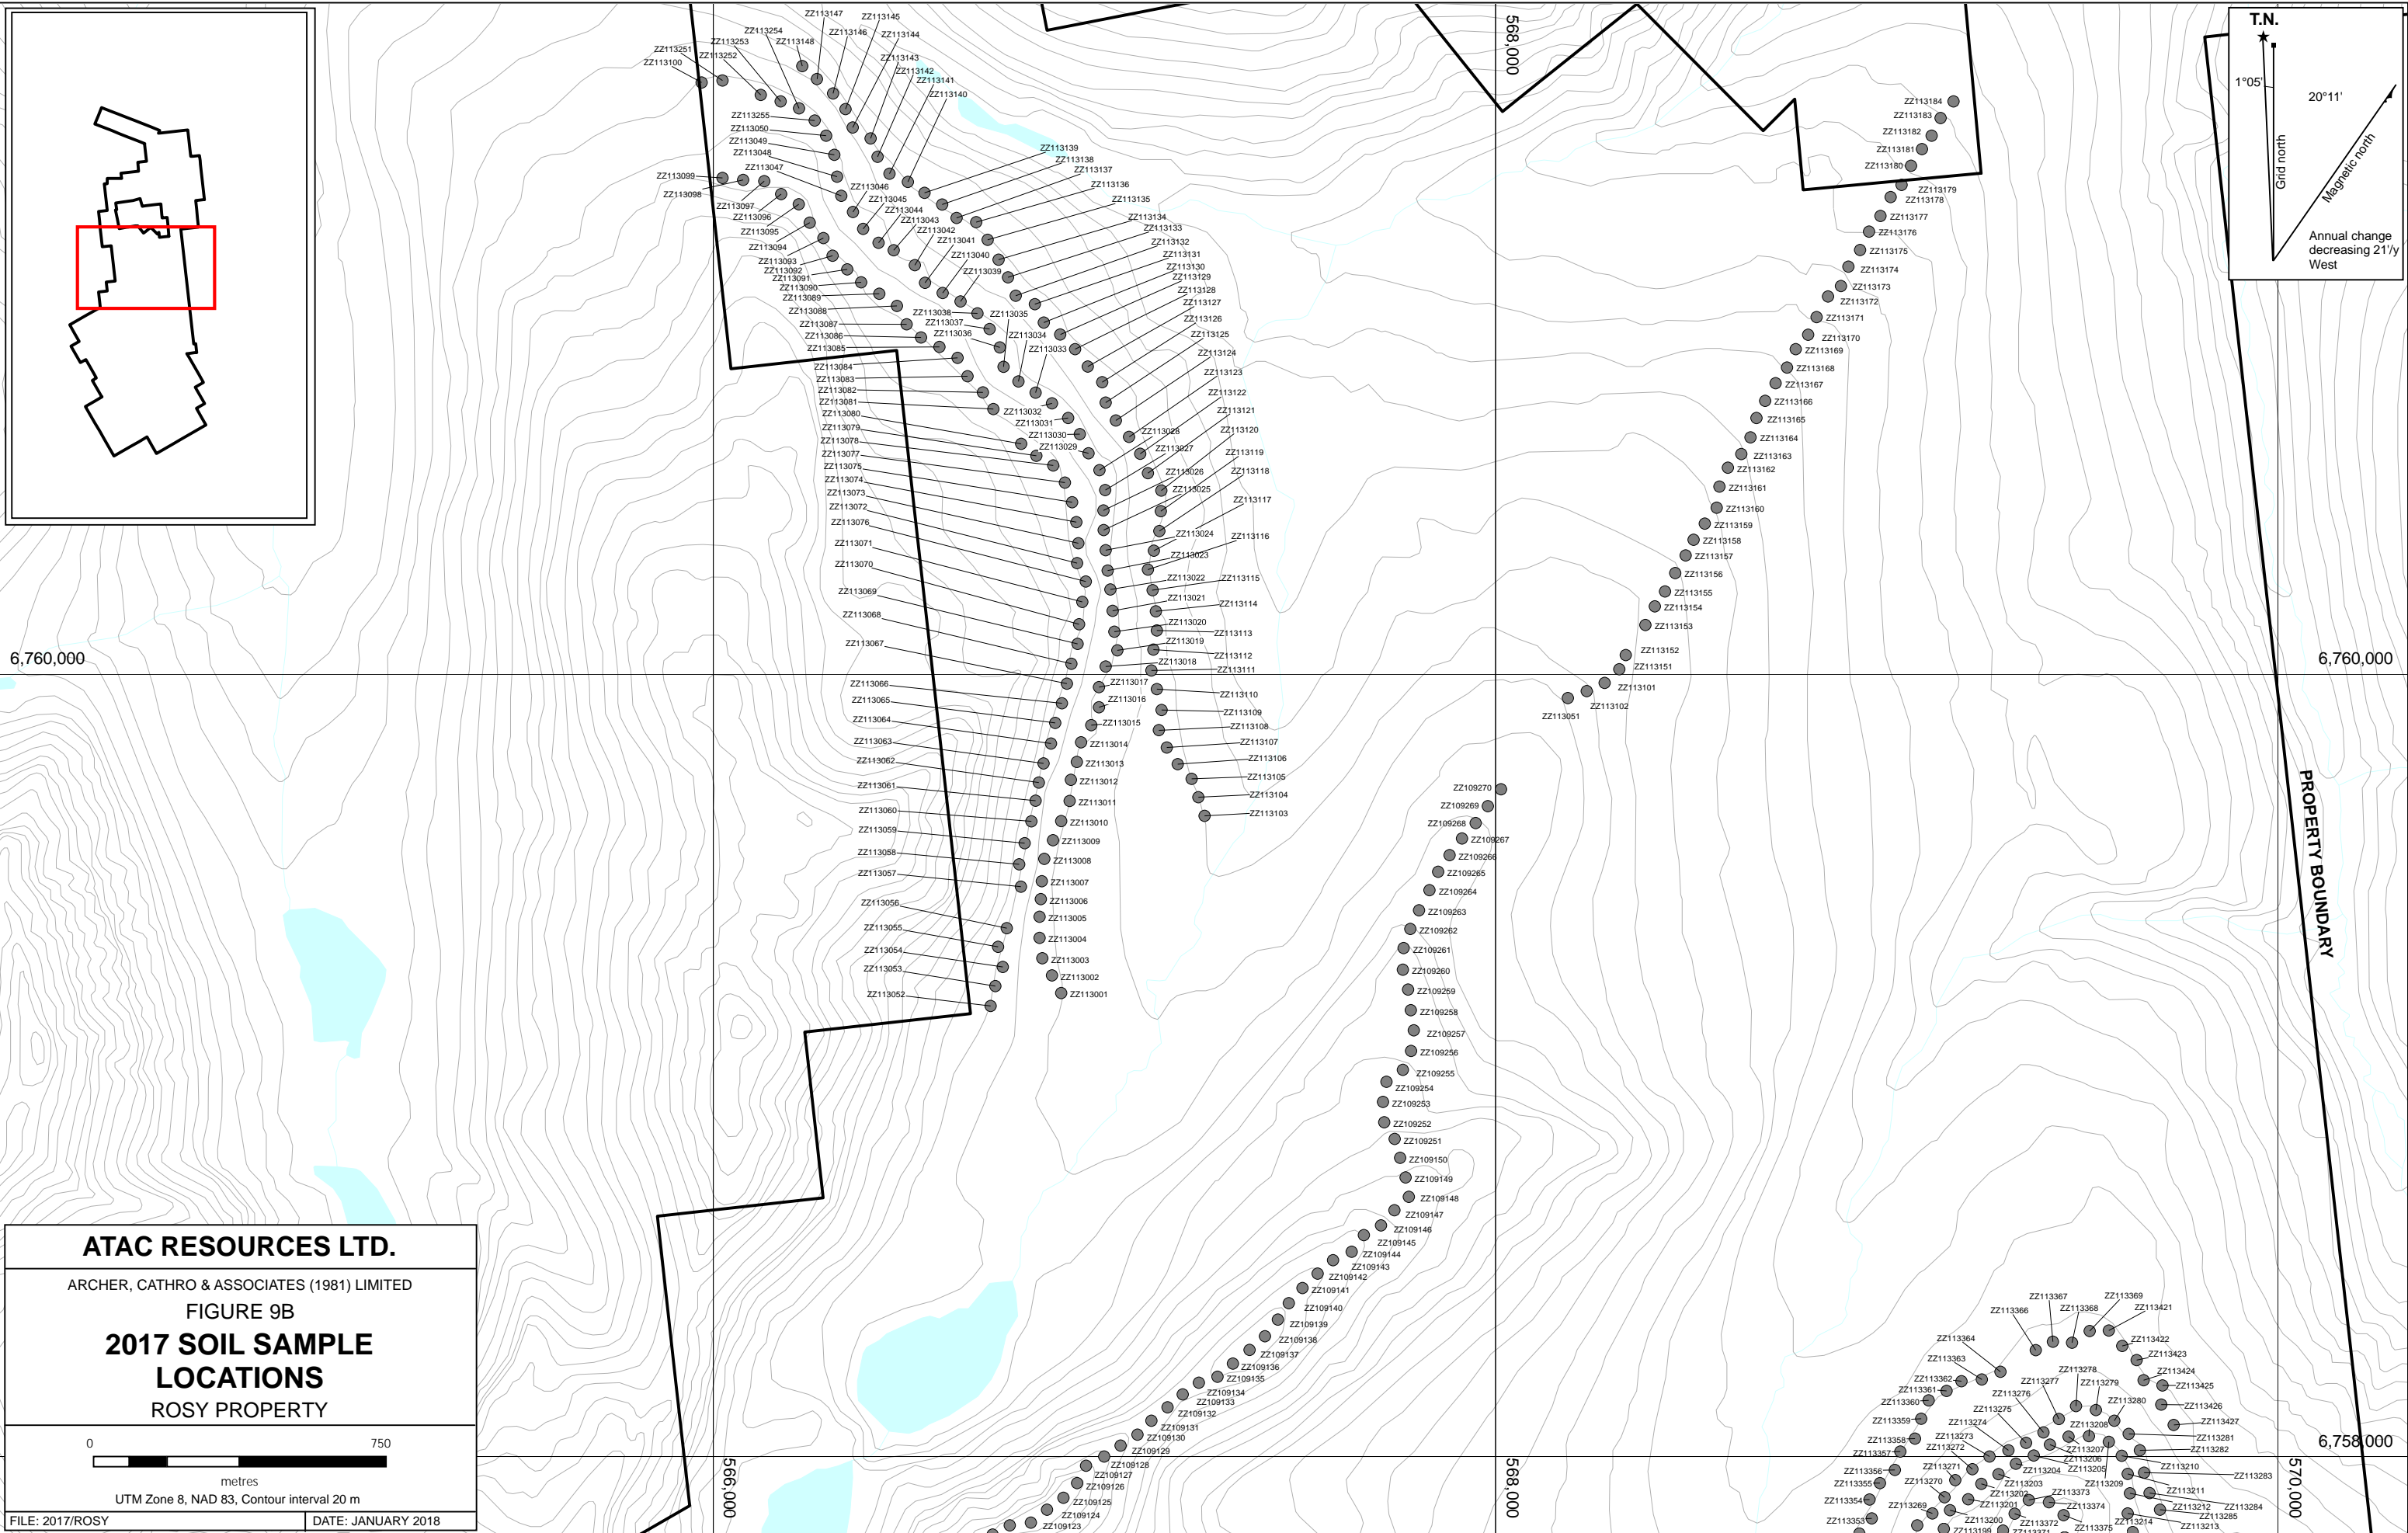 ZZ113147
ZZ113145
ZZ113254
ZZ113146
ZZ113253
ZZ113148
ZZ113144
ZZ113251
ZZ113252
ZZ113143
ZZ113100
ZZ113142
ZZ113141
ZZ113140
ZZ113255
ZZ113050
ZZ113049
ZZ113048
ZZ113047
ZZ113139
ZZ113138
ZZ113137
ZZ113136
ZZ113135
ZZ113134
ZZ113133
ZZ113132
ZZ113131
ZZ113130
ZZ113129
ZZ113128
ZZ113127
ZZ113126
ZZ113125
ZZ113124
ZZ113123
ZZ113122
ZZ113121
ZZ113120
ZZ113119
ZZ113118
ZZ113117
ZZ113116
ZZ113115
ZZ113114
ZZ113113
ZZ113112
ZZ113111
ZZ113110
ZZ113109
ZZ113108
ZZ113107
ZZ113106
ZZ113105
ZZ113104
ZZ113103
ZZ113099
ZZ113098
ZZ113097
ZZ113096
ZZ113095
ZZ113094
ZZ113093
ZZ113092
ZZ113091
ZZ113090
ZZ113089
ZZ113088
ZZ113087
ZZ113086
ZZ113085
ZZ113084
ZZ113083
ZZ113082
ZZ113081
ZZ113080
ZZ113079
ZZ113078
ZZ113077
ZZ113075
ZZ113074
ZZ113073
ZZ113072
ZZ113076
ZZ113071
ZZ113070
ZZ113069
ZZ113068
ZZ113067
ZZ113066
ZZ113065
ZZ113064
ZZ113063
ZZ113062
ZZ113061
ZZ113060
ZZ113059
ZZ113058
ZZ113057
ZZ113056
ZZ113055
ZZ113054
ZZ113053
ZZ113052
ZZ113046
ZZ113045
ZZ113044
ZZ113043
ZZ113042
ZZ113041
ZZ113040
ZZ113039
ZZ113038
ZZ113037
ZZ113036
ZZ113035
ZZ113034
ZZ113033
ZZ113032
ZZ113031
ZZ113030
ZZ113029
ZZ113028
ZZ113027
ZZ113026
ZZ113025
ZZ113024
ZZ113023
ZZ113022
ZZ113021
ZZ113020
ZZ113019
ZZ113018
ZZ113017
ZZ113016
ZZ113015
ZZ113014
ZZ113013
ZZ113012
ZZ113011
ZZ113010
ZZ113009
ZZ113008
ZZ113007
ZZ113006
ZZ113005
ZZ113004
ZZ113003
ZZ113002
ZZ113001
568,000
ZZ113184
ZZ113183
ZZ113182
ZZ113181
ZZ113180
ZZ113179
ZZ113178
ZZ113177
ZZ113176
ZZ113175
ZZ113174
ZZ113173
ZZ113172
ZZ113171
ZZ113170
ZZ113169
ZZ113168
ZZ113167
ZZ113166
ZZ113165
ZZ113164
ZZ113163
ZZ113162
ZZ113161
ZZ113160
ZZ113159
ZZ113158
ZZ113157
ZZ113156
ZZ113155
ZZ113154
ZZ113153
ZZ113152
ZZ113151
ZZ113101
ZZ113102
ZZ113051
T.N.
1°05'
20°11'
Grid north
Magnetic north
Annual change
decreasing 21'/y
West
6,760,000
6,760,000
PROPERTY BOUNDARY
ZZ109270
ZZ109269
ZZ109268
ZZ109267
ZZ109266
ZZ109265
ZZ109264
ZZ109263
ZZ109262
ZZ109261
ZZ109260
ZZ109259
ZZ109258
ZZ109257
ZZ109256
ZZ109255
ZZ109254
ZZ109253
ZZ109252
ZZ109251
ZZ109150
ZZ109149
ZZ109148
ZZ109147
ZZ109146
ZZ109145
ZZ109144
ZZ109143
ZZ109142
ZZ109141
ZZ109140
ZZ109139
ZZ109138
ZZ109137
ZZ109136
ZZ109135
ZZ109134
ZZ109133
ZZ109132
ZZ109131
ZZ109130
ZZ109129
ZZ109128
ZZ109127
ZZ109126
ZZ109125
ZZ109124
ZZ109123
ZZ113369
ZZ113367
ZZ113368
ZZ113421
ZZ113366
ZZ113364
ZZ113422
ZZ113363
ZZ113423
ZZ113278
ZZ113424
ZZ113362
ZZ113277
ZZ113279
ZZ113425
ZZ113361
ZZ113276
ZZ113360
ZZ113280
ZZ113426
ZZ113275
ZZ113359
ZZ113274
ZZ113208
ZZ113427
ZZ113358
ZZ113273
ZZ113281
ZZ113357
ZZ113272
ZZ113207
ZZ113282
ZZ113206
ZZ113356
ZZ113271
ZZ113204
ZZ113205
ZZ113210
ZZ113355
ZZ113270
ZZ113203
ZZ113209
ZZ113283
ZZ113354
ZZ113202
ZZ113373
ZZ113211
ZZ113269
ZZ113201
ZZ113374
ZZ113212
ZZ113284
ZZ113353
ZZ113200
ZZ113372
ZZ113214
ZZ113285
ZZ113199
ZZ113371
ZZ113375
ZZ113213
6,758,000
566,000
568,000
570,000
ATAC RESOURCES LTD.
ARCHER, CATHRO & ASSOCIATES (1981) LIMITED
FIGURE 9B
2017 SOIL SAMPLE
LOCATIONS
ROSY PROPERTY
0
750
metres
UTM Zone 8, NAD 83, Contour interval 20 m
FILE: 2017/ROSY
DATE: JANUARY 2018